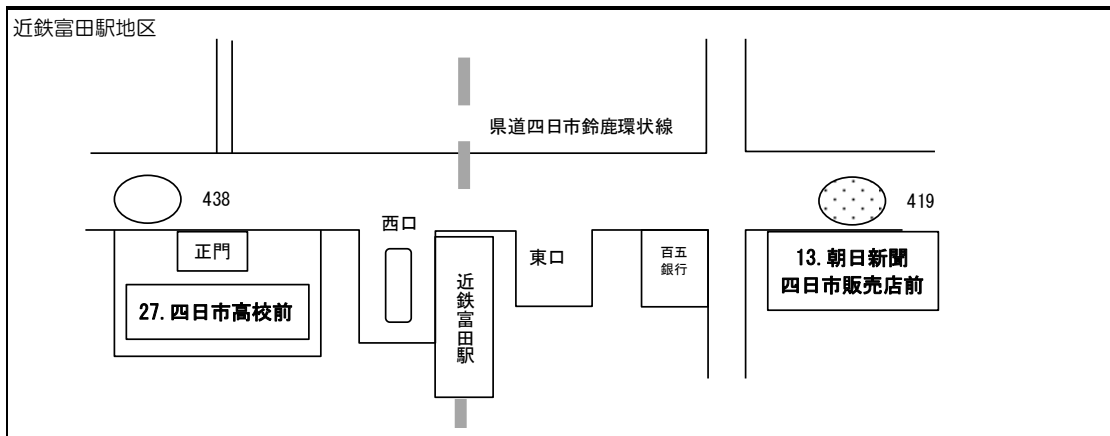 近鉄富田駅地区
県道四日市鈴鹿環状線
438
419
西口
正門
東口
百五
銀行
13.朝日新聞
四日市販売店前
27.四日市高校前
近鉄富田駅